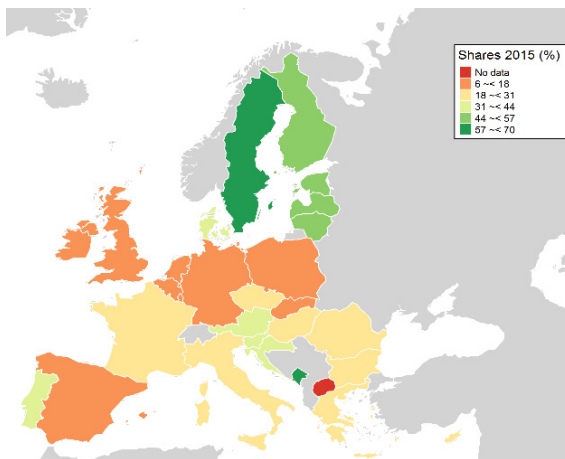 Shares 2015 (%)
No data
6 ~< 18
18 ~< 31
31 ~< 44
44 ~< 57
57 ~< 70